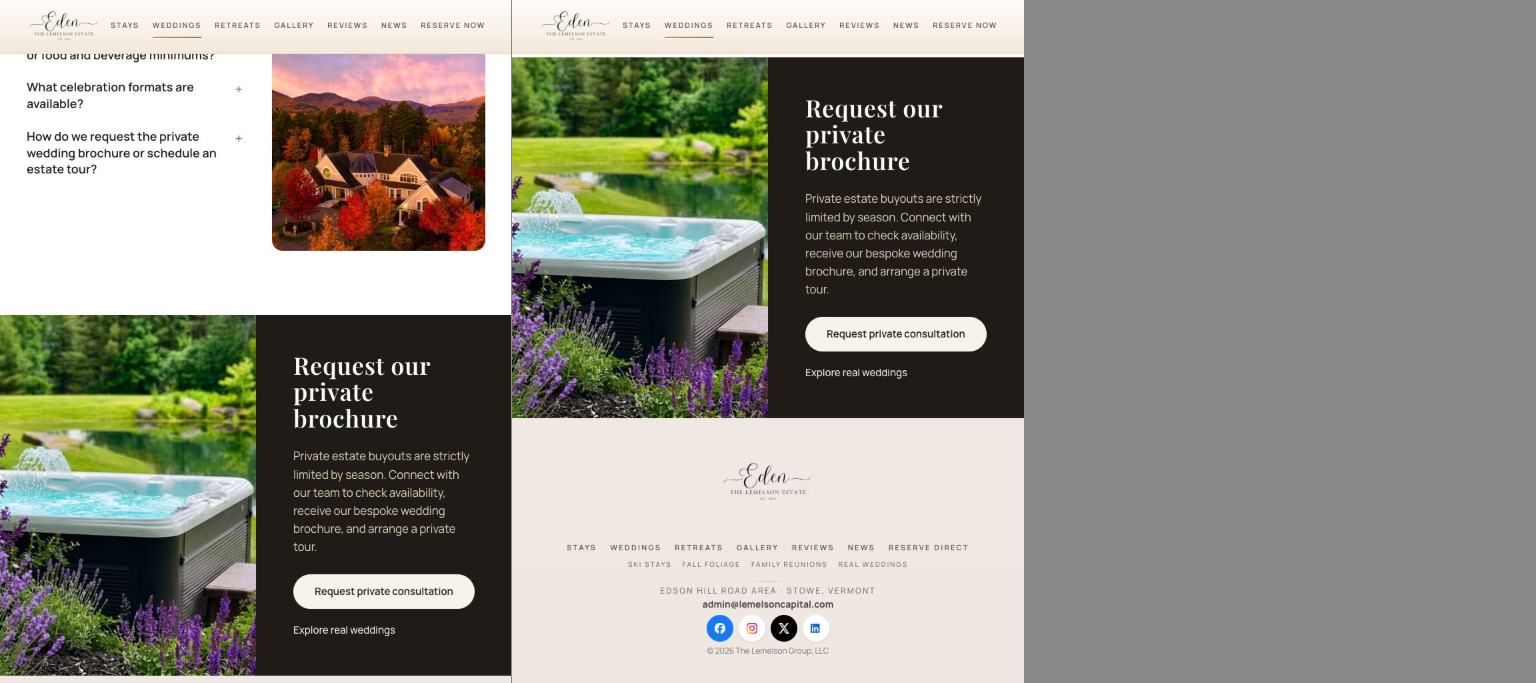 Eden
THE LEMELSON ESTATE
STAYS WEDDINGS RETREATS GALLERY REVIEWS NEWS RESERVE NOW
or food and beverage minimums?
What celebration formats are
available?
+
How do we request the private
wedding brochure or schedule an
estate tour?
+
Request our
private
brochure
Private estate buyouts are strictly
limited by season. Connect with
our team to check availability,
receive our bespoke wedding
brochure, and arrange a private
tour.
Request private consultation
Explore real weddings
Eden
THE LEMELSON ESTATE
STAYS WEDDINGS RETREATS GALLERY REVIEWS NEWS RESERVE NOW
Request our
private
brochure
Private estate buyouts are strictly
limited by season. Connect with
our team to check availability,
receive our bespoke wedding
brochure, and arrange a private
tour.
Request private consultation
Explore real weddings
Eden
THE LEMELSON ESTATE
STAYS WEDDINGS RETREATS GALLERY REVIEWS NEWS RESERVE DIRECT
SKI STAYS FALL FOLIAGE FAMILY REUNIONS REAL WEDDINGS
EDSON HILL ROAD AREA · STOWE, VERMONT
admin@lemelsoncapital.com
© 2026 The Lemelson Group, LLC